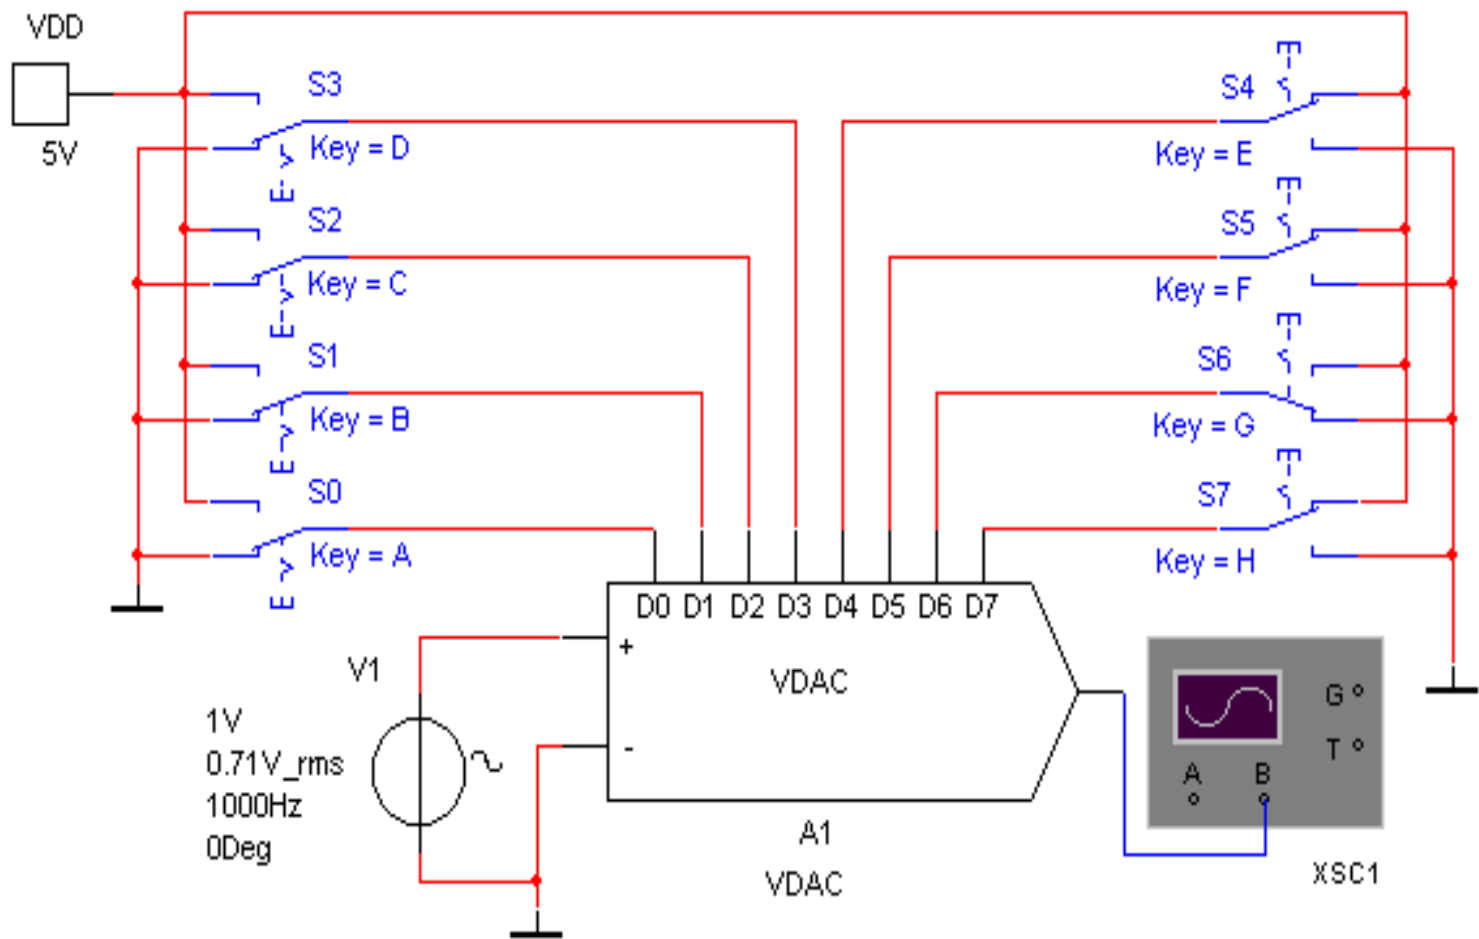 VDD
5V
S3
Key = D
S2
Key = C
S1
Key = B
S0
Key = A
S4
Key = E
S5
Key = F
S6
Key = G
S7
Key = H
D0 D1 D2 D3 D4 D5 D6 D7
+
VDAC
-
A1
VDAC
V1
1V
0.71V_rms
1000Hz
0Deg
G
T
A B
XSC1